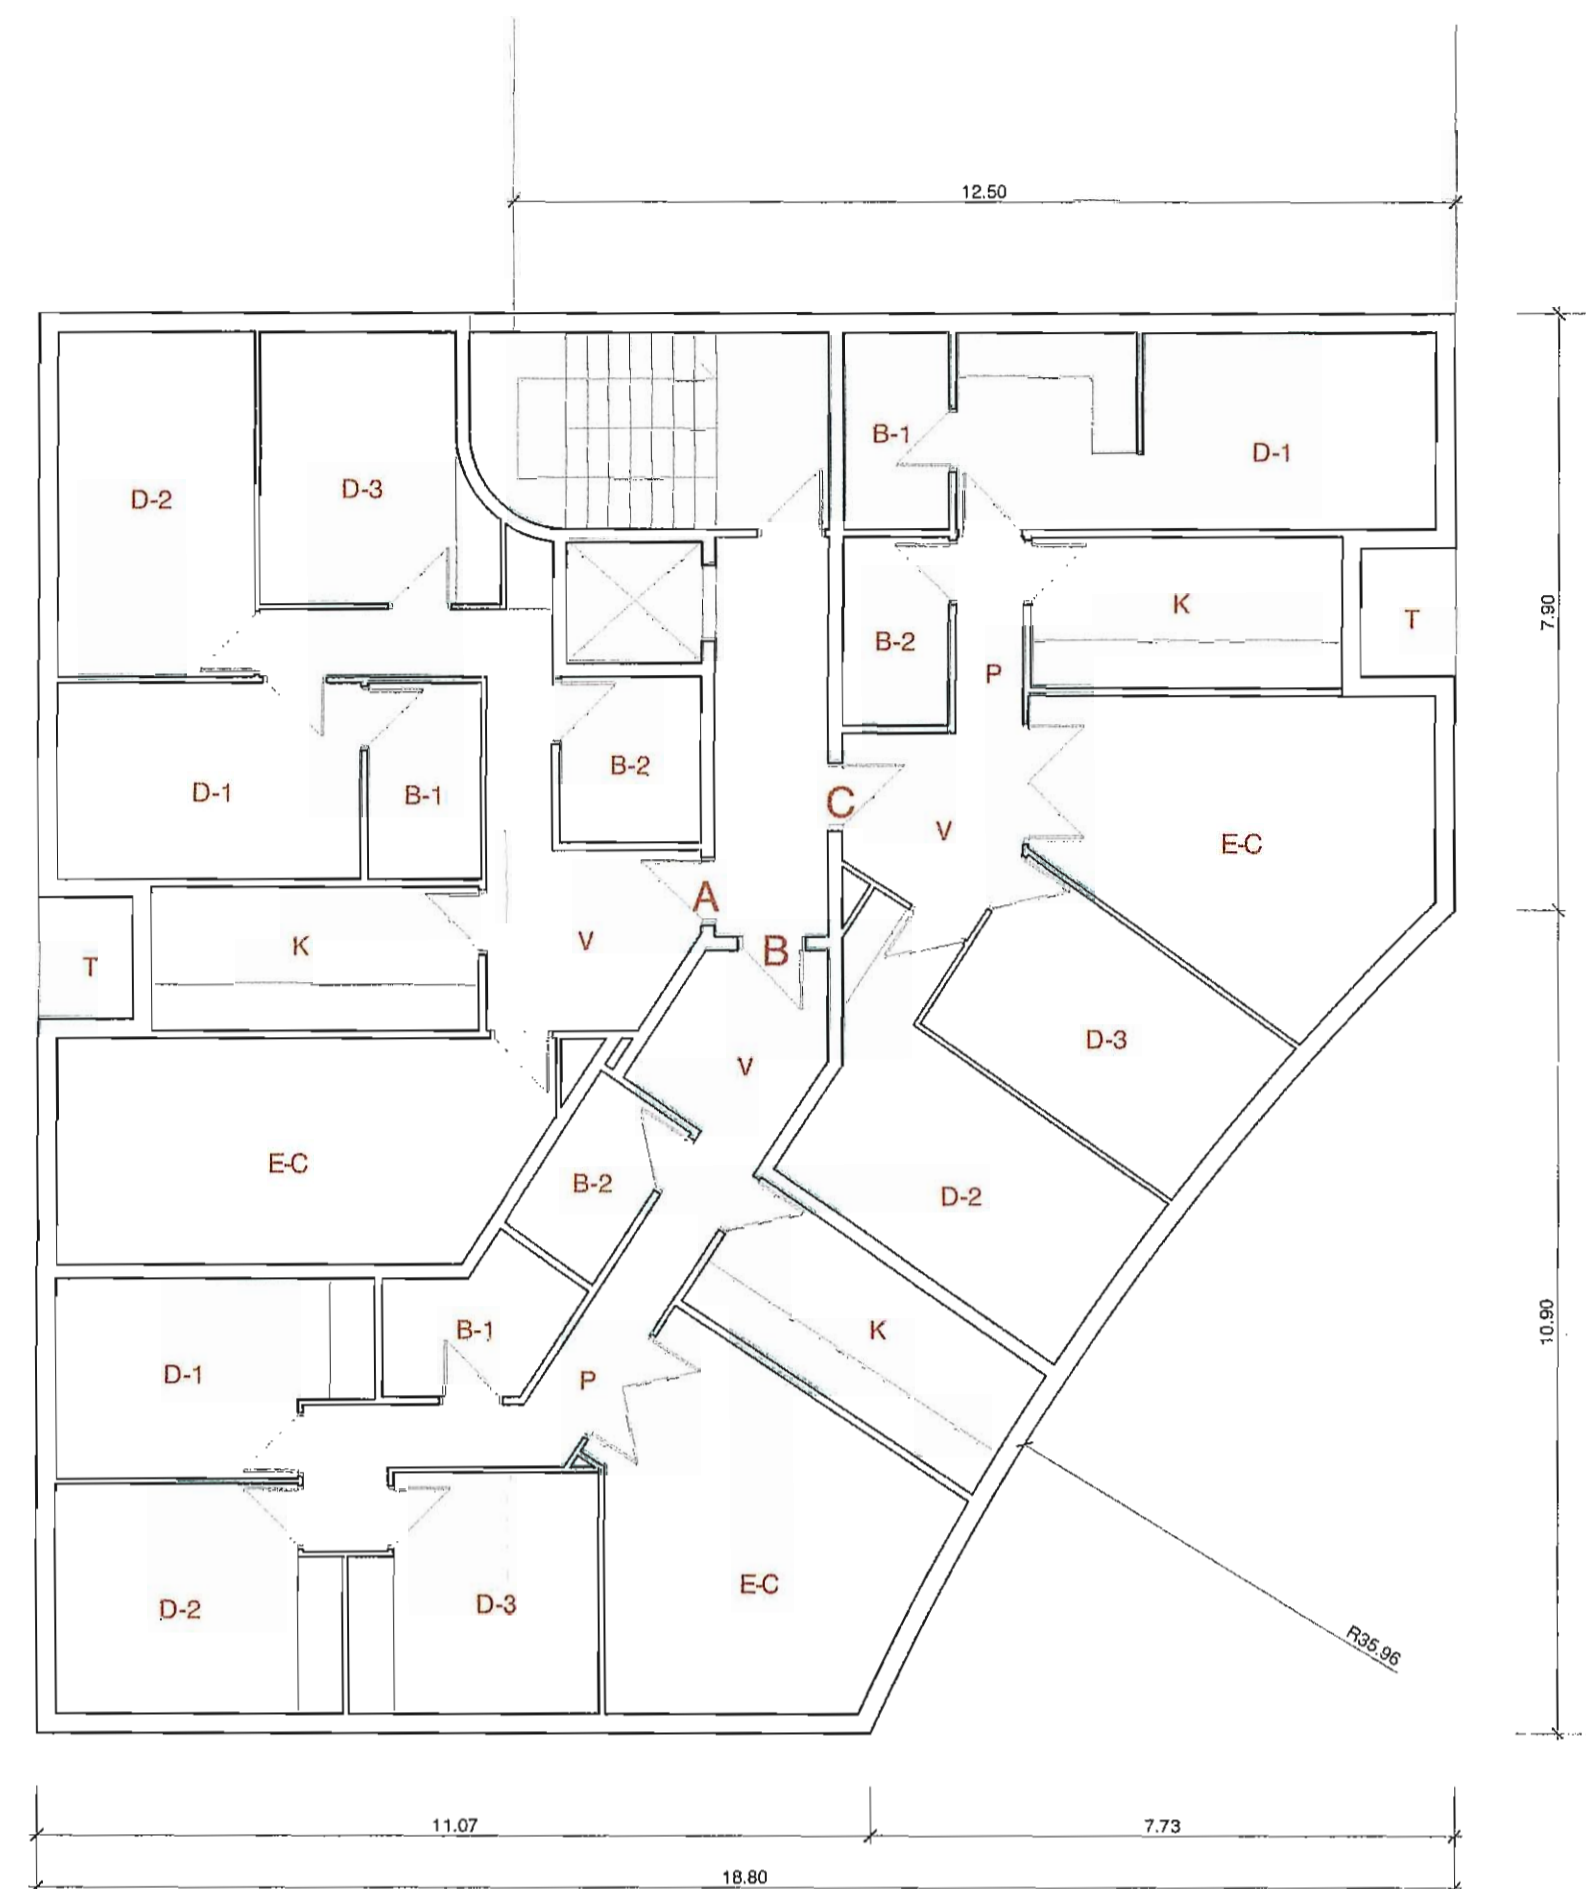 12.50
B-1
D-1
D-2
D-3
K
T
7.90
B-2
P
B-2
D-1
B-1
C
V
E-C
A
V
K
B
T
D-3
V
E-C
B-2
D-2
10.90
B-1
K
D-1
P
E-C
D-2
D-3
R35.96
11.07
7.73
18.80